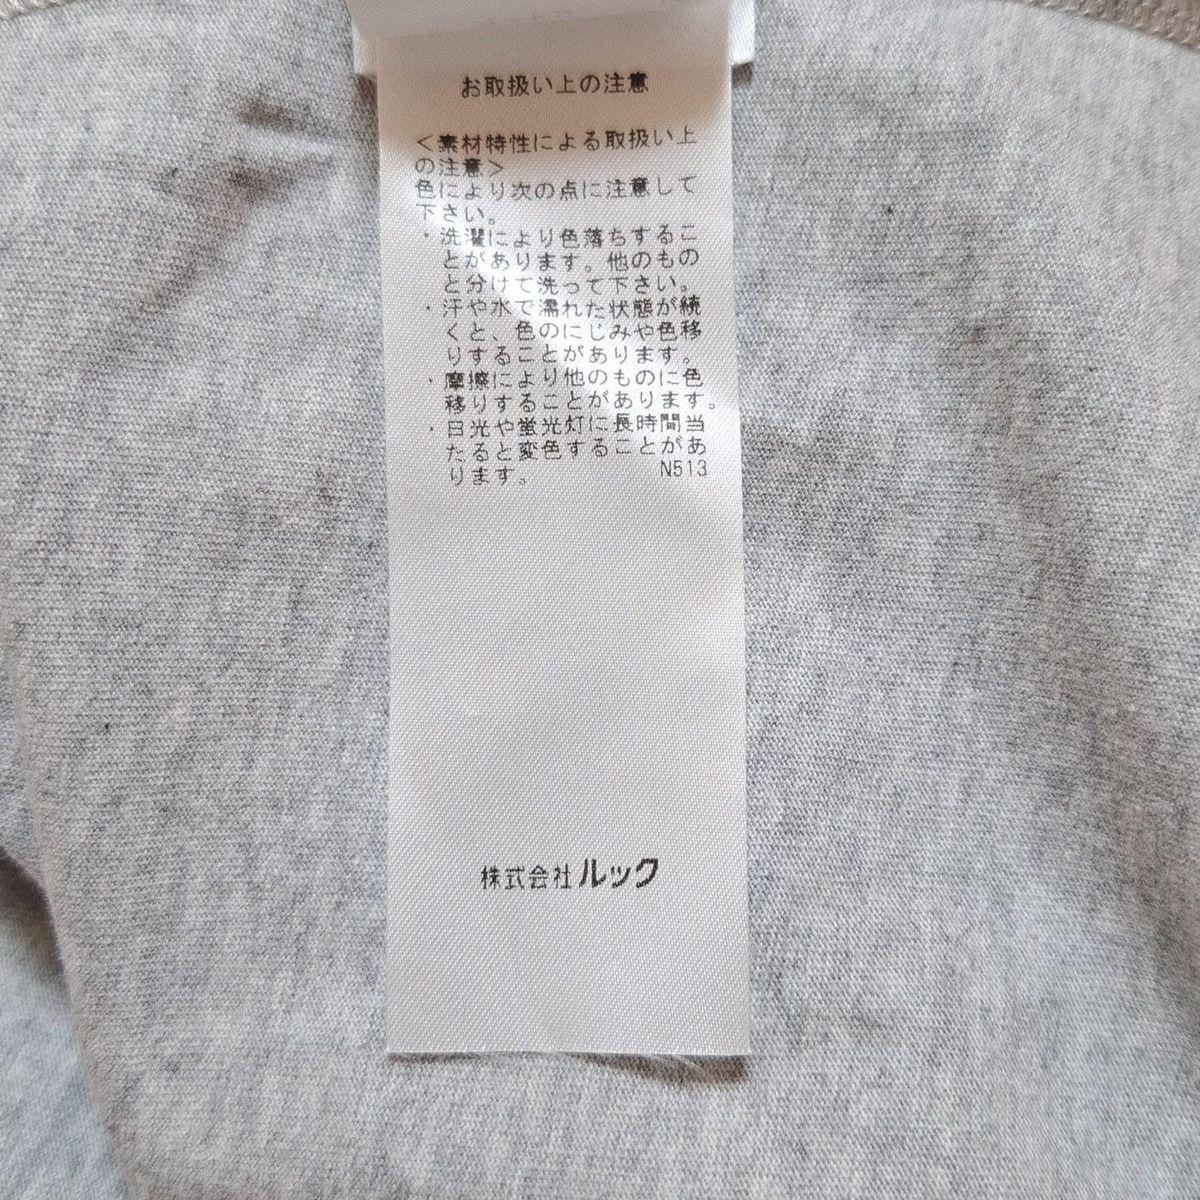 お取扱い上の注意
<素材特性による取扱い上
の注意>
色により次の点に注意して
下さい。
・洗濯により色落ちするこ
とがあります。他のもの
と分けて洗って下さい。
・汗や水で濡れた状態が続
くと、色のにじみや色移
りすることがあります。
・摩擦により他のものに色
移りすることがあります。
・日光や蛍光灯に長時間当
たると変色することがあ
ります。 N513
株式会社ルック